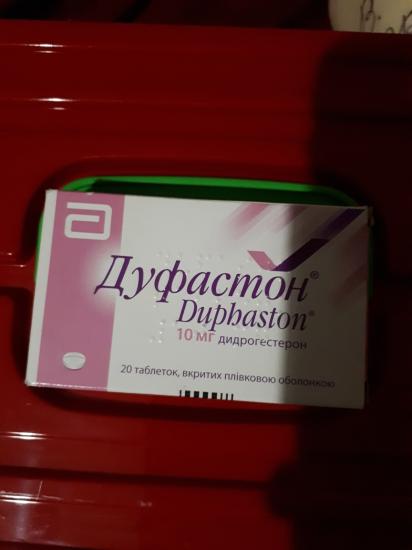 Дуфастон®
Duphaston®
10 мг дидрогестерон
20 таблеток, вкритих плівковою оболонкою